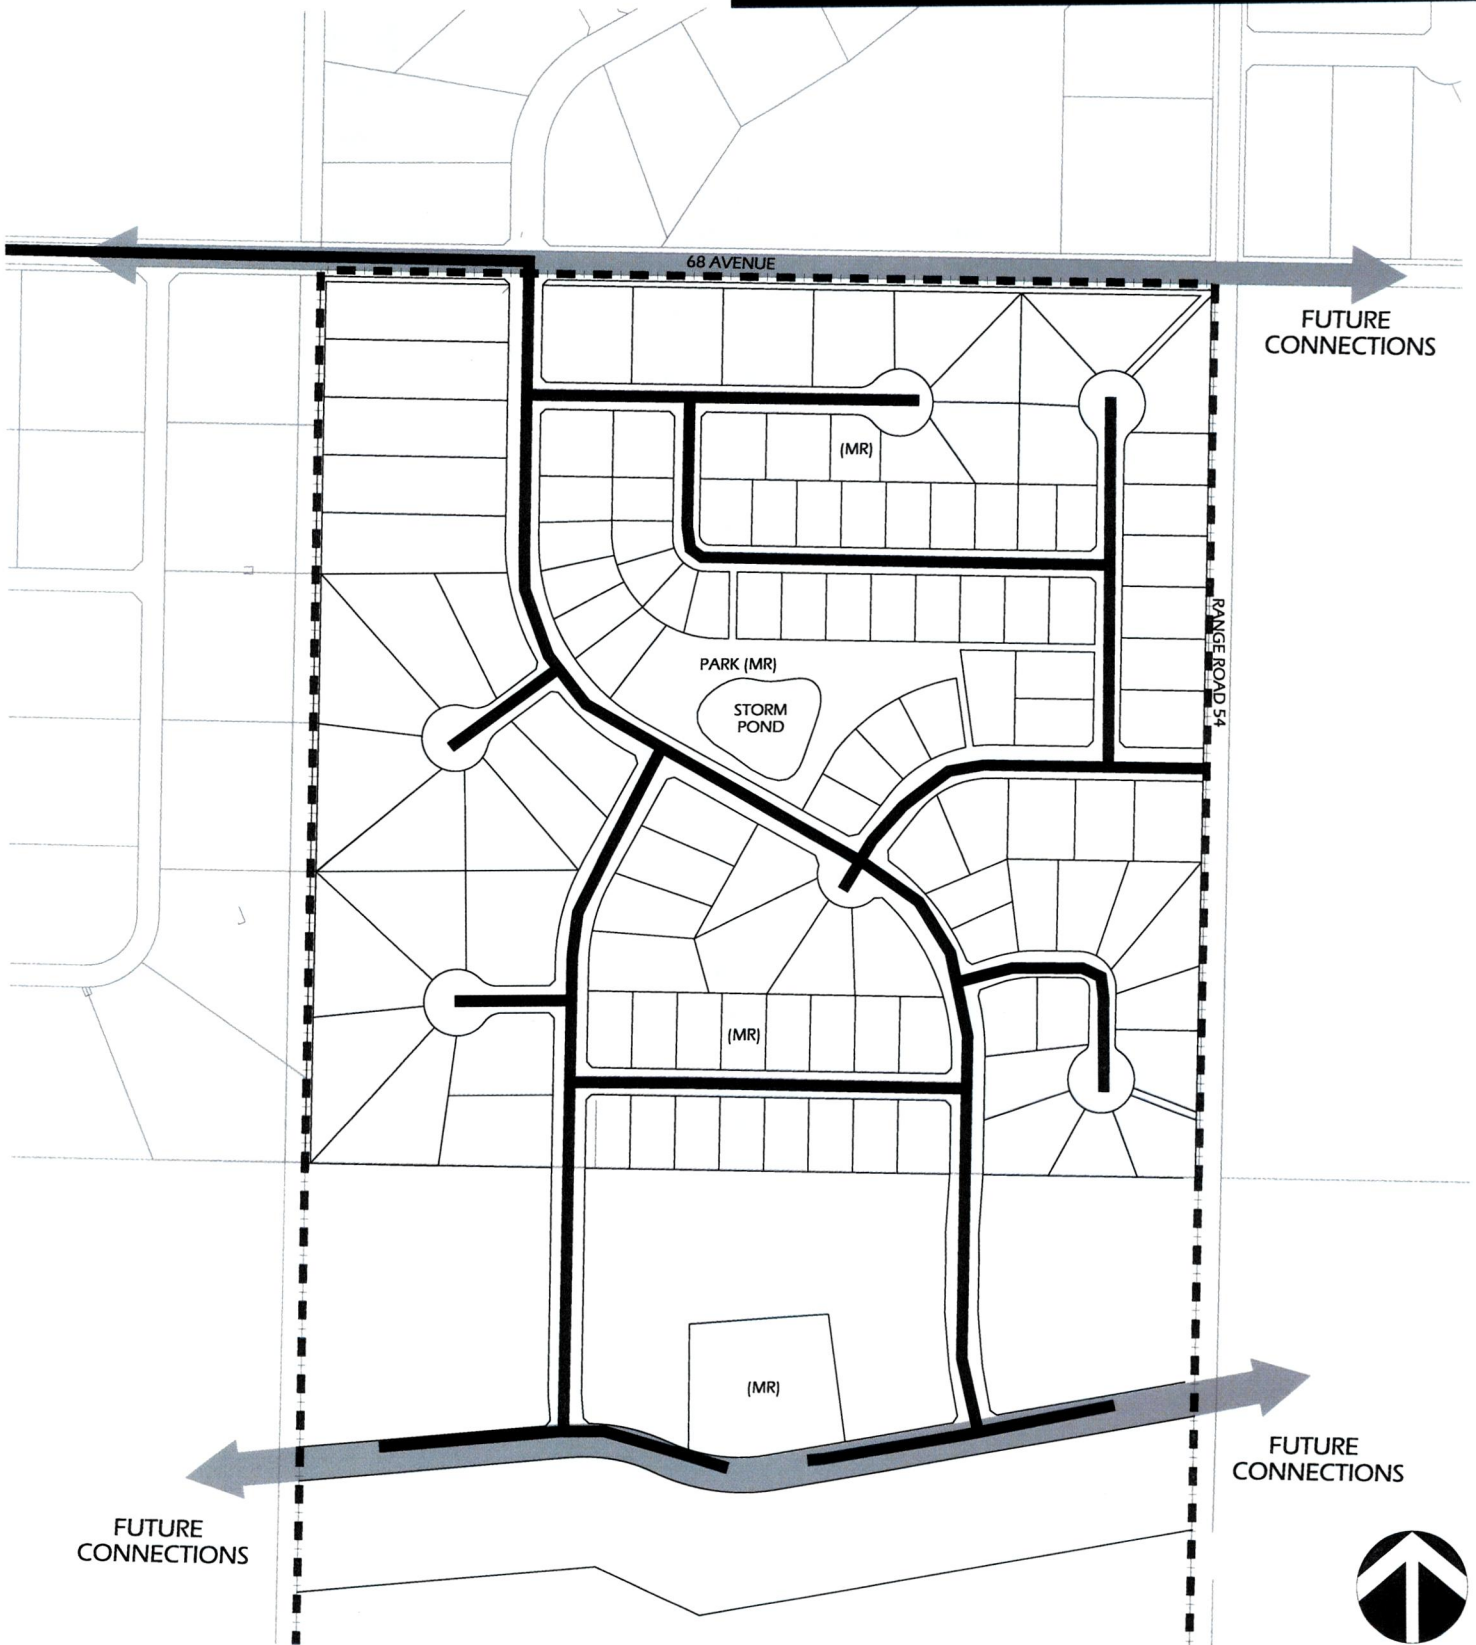 68 AVENUE
FUTURE
CONNECTIONS
(MR)
RANGE ROAD 54
PARK (MR)
STORM
POND
(MR)
(MR)
FUTURE
CONNECTIONS
FUTURE
CONNECTIONS